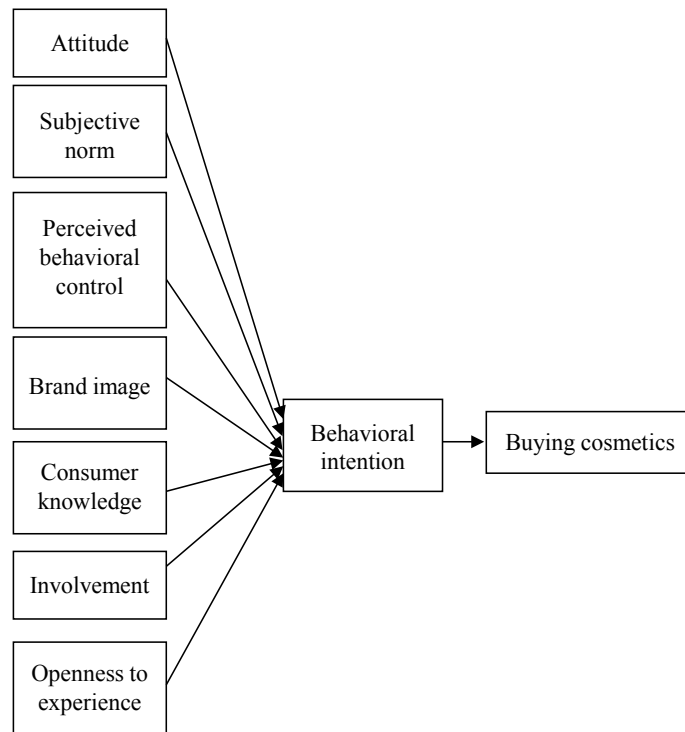 Attitude
Subjective
norm
Perceived
behavioral
control
Brand image
Consumer
knowledge
Involvement
Openness to
experience
Behavioral
intention
Buying cosmetics